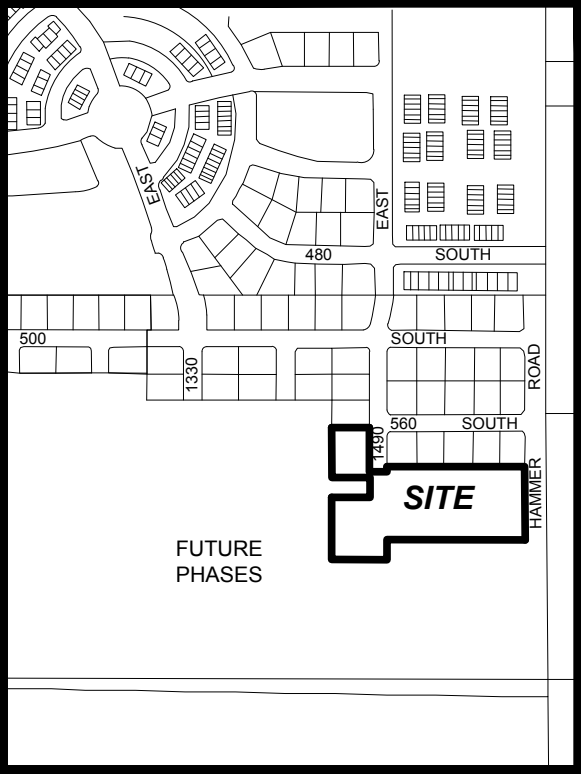 EAST
EAST
480 SOUTH
500 SOUTH
1330
ROAD
560 SOUTH
1490
HAMMER
SITE
FUTURE
PHASES